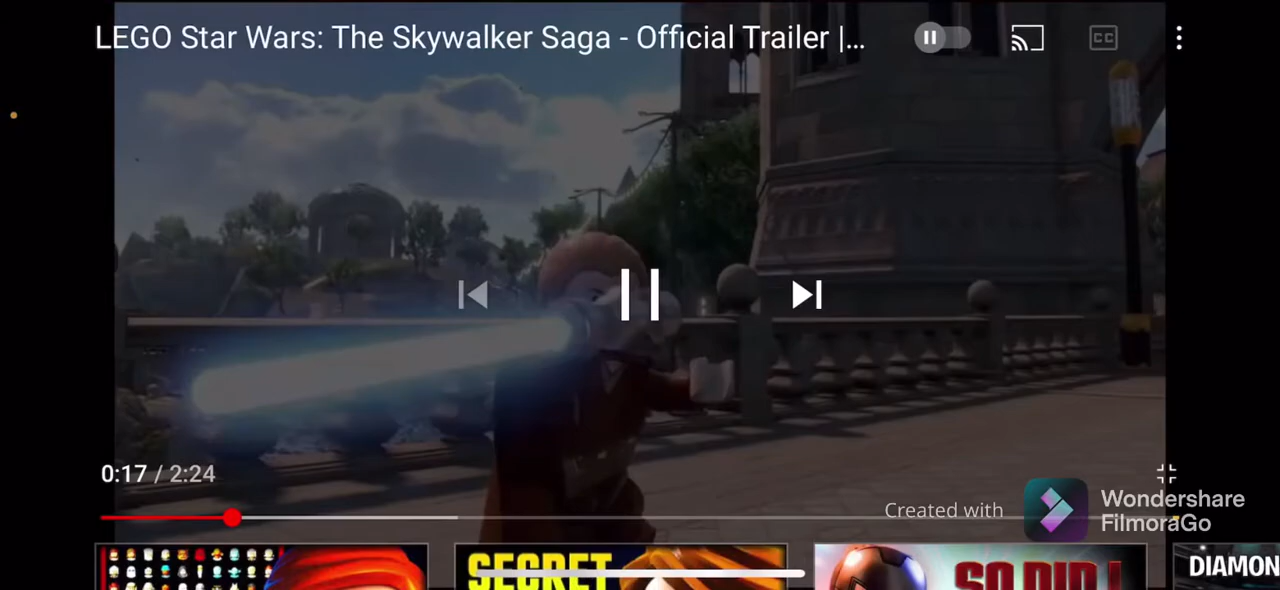 LEGO Star Wars: The Skywalker Saga - Official Trailer |...
CC
0:17 / 2:24
Created with
Wondershare
FilmoraGo
SECRET
SO DID I
DIAMON